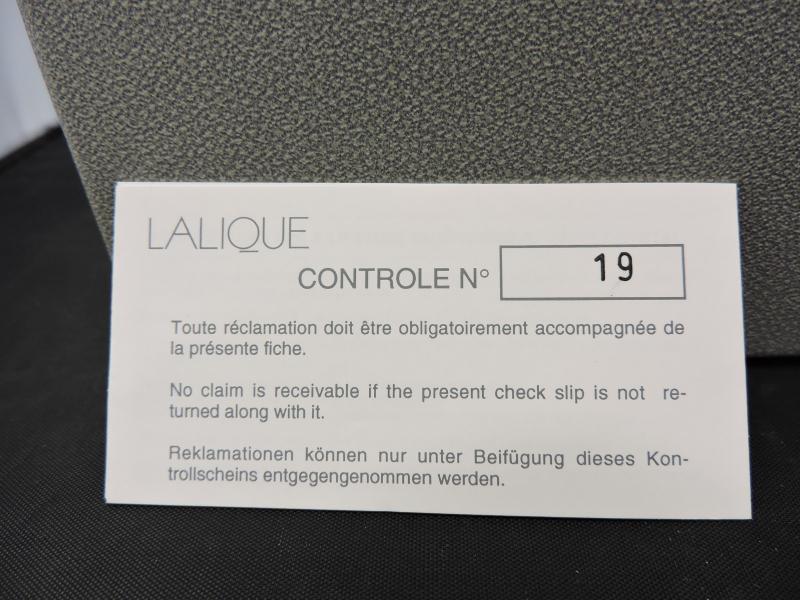 LALIQUE
CONTROLE N° 19
Toute réclamation doit être obligatoirement accompagnée de
la présente fiche.
No claim is receivable if the present check slip is not re-
turned along with it.
Reklamationen können nur unter Beifügung dieses Kon-
trollscheins entgegengenommen werden.